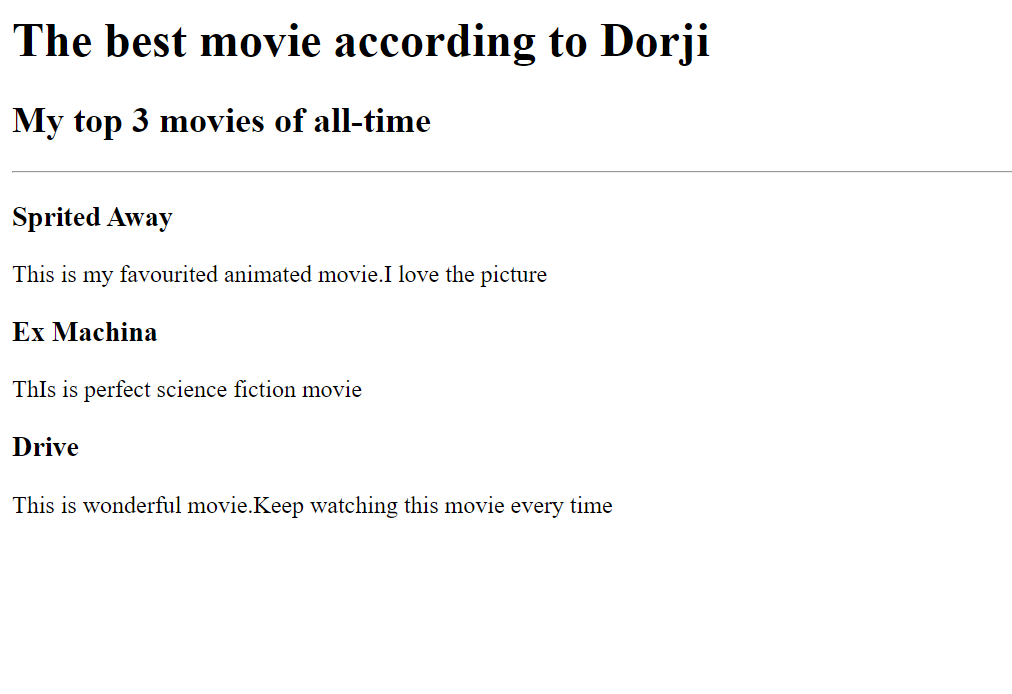 The best movie according to Dorji
My top 3 movies of all-time
Sprited Away
This is my favourited animated movie.I love the picture
Ex Machina
ThIs is perfect science fiction movie
Drive
This is wonderful movie.Keep watching this movie every time